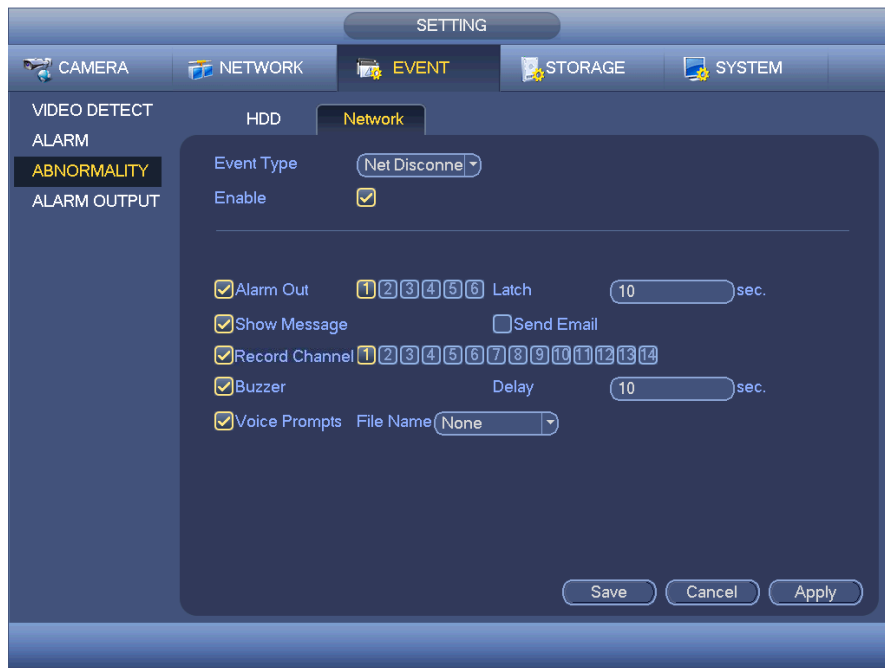 SETTING
CAMERA NETWORK EVENT STORAGE SYSTEM
VIDEO DETECT
ALARM
ABNORMALITY
ALARM OUTPUT
HDD Network
Event Type Net Disconne
Enable
Alarm Out 1 2 3 4 5 6 Latch 10 sec.
Show Message Send Email
Record Channel 1 2 3 4 5 6 7 8 9 10 11 12 13 14
Buzzer Delay 10 sec.
Voice Prompts File Name None
Save Cancel Apply